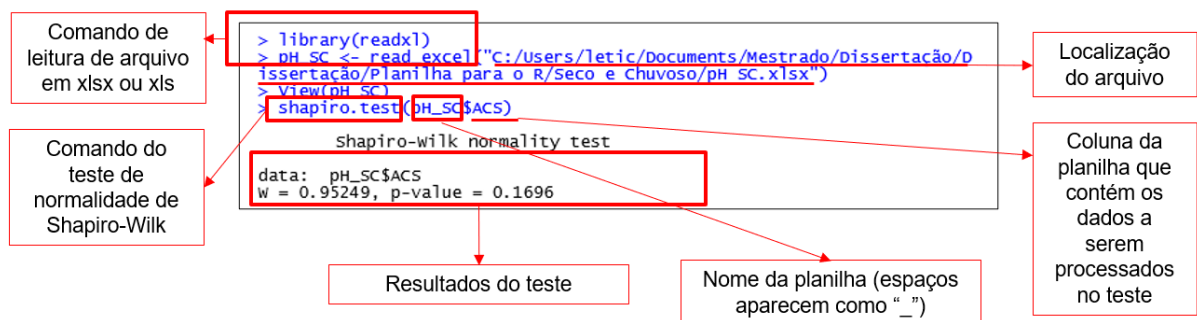 Comando de
leitura de arquivo
em xlsx ou xls
> library(readxl)
> pH_SC <- read_excel("C:/Users/letic/Documents/Mestrado/Dissertação/D
issertação/Planilha para o R/Seco e Chuvoso/pH SC.xlsx")
> View(pH_SC)
> shapiro.test(pH_SC$ACS)
Shapiro-Wilk normality test
data:  pH_SC$ACS
W = 0.95249, p-value = 0.1696
Localização
do arquivo
Comando do
teste de
normalidade de
Shapiro-Wilk
Coluna da
planilha que
contém os
dados a
serem
processados
no teste
Resultados do teste
Nome da planilha (espaços
aparecem como “_”)